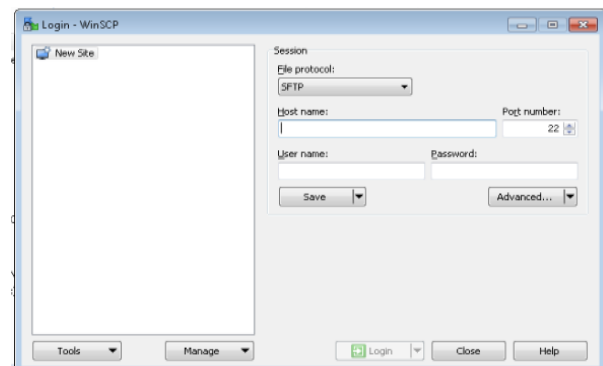 Login - WinSCP
New Site
Session
File protocol:
SFTP
Host name:
Port number:
22
User name:
Password:
Save
Advanced...
Tools
Manage
Login
Close
Help